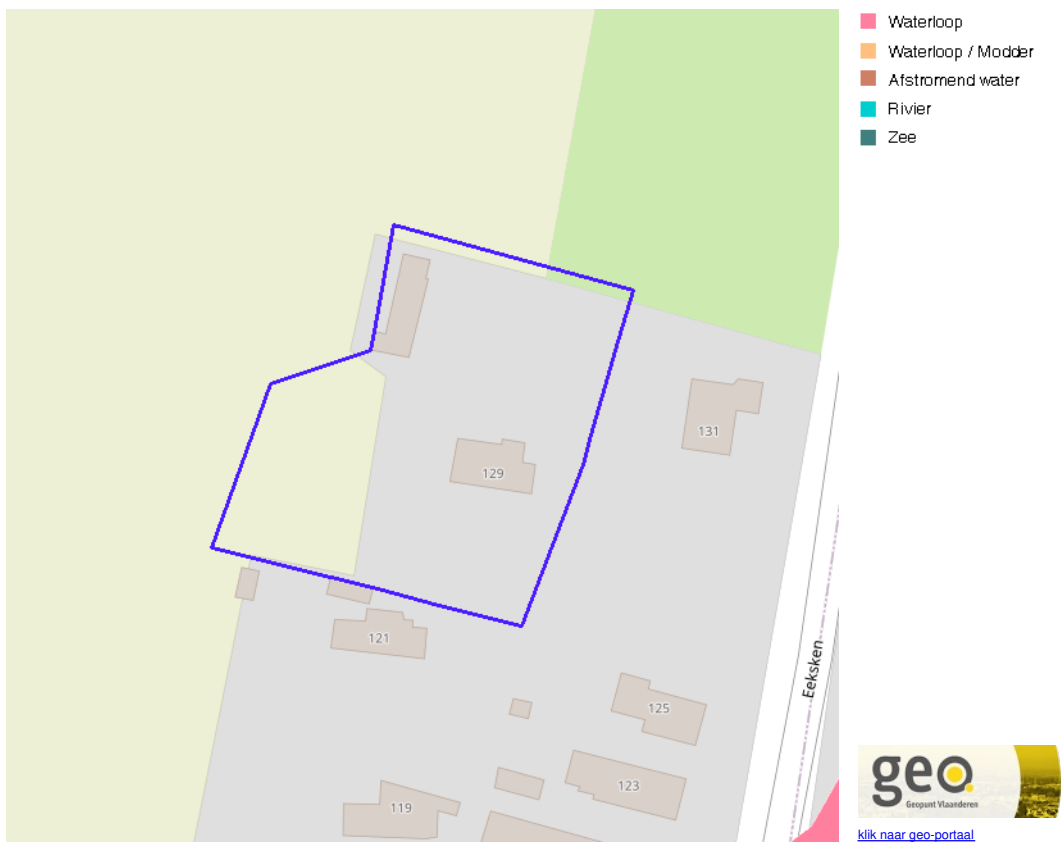 Waterloop
Waterloop / Modder
Afstromend water
Rivier
Zee
131
129
Eeksken
121
125
123
119
geo
Geopunt Vlaanderen
klik naar geo-portaal